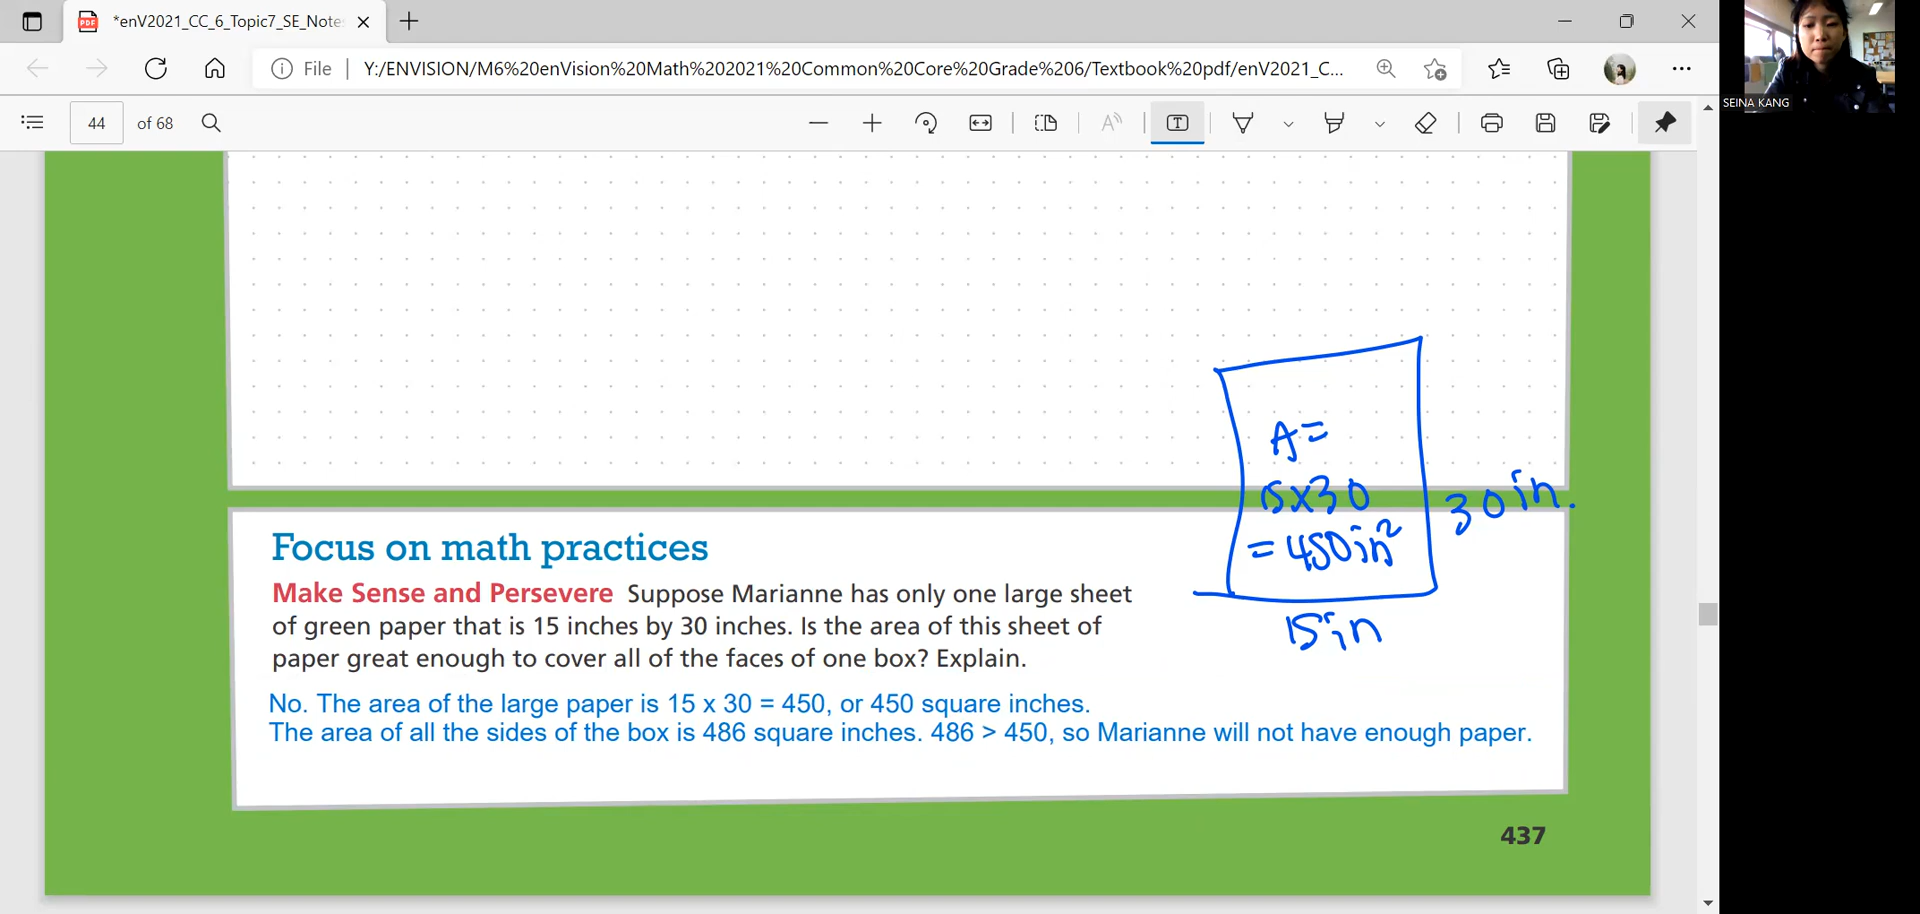 *enV2021_CC_6_Topic7_SE_Note
File
Y:/ENVISION/M6%20enVision%20Math%202021%20Common%20Core%20Grade%206/Textbook%20pdf/enV2021_C...
SEINA KANG
44 of 68
A=
15x30
= 450in²
30in.
15in
Focus on math practices
Make Sense and Persevere Suppose Marianne has only one large sheet
of green paper that is 15 inches by 30 inches. Is the area of this sheet of
paper great enough to cover all of the faces of one box? Explain.
No. The area of the large paper is 15 x 30 = 450, or 450 square inches.
The area of all the sides of the box is 486 square inches. 486 > 450, so Marianne will not have enough paper.
437